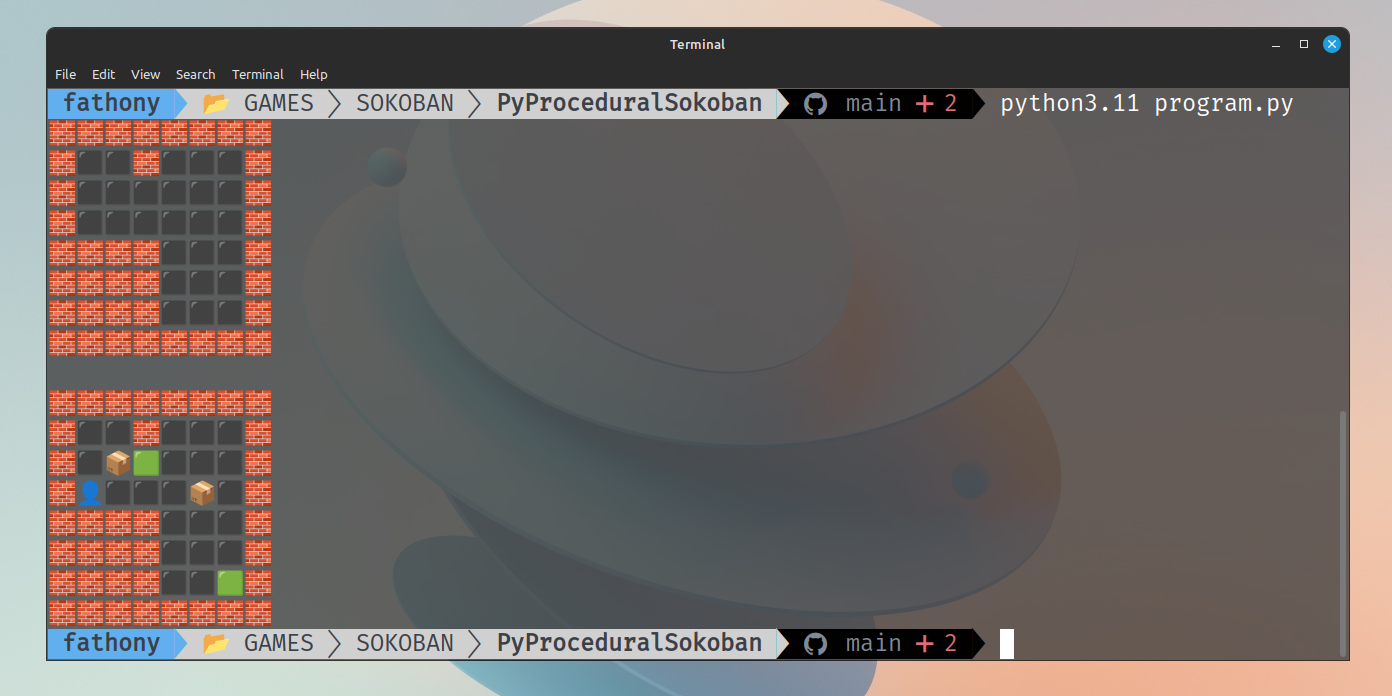 Terminal
File Edit View Search Terminal Help
fathony GAMES SOKOBAN PyProceduralSokoban main + 2 python3.11 program.py
fathony GAMES SOKOBAN PyProceduralSokoban main + 2